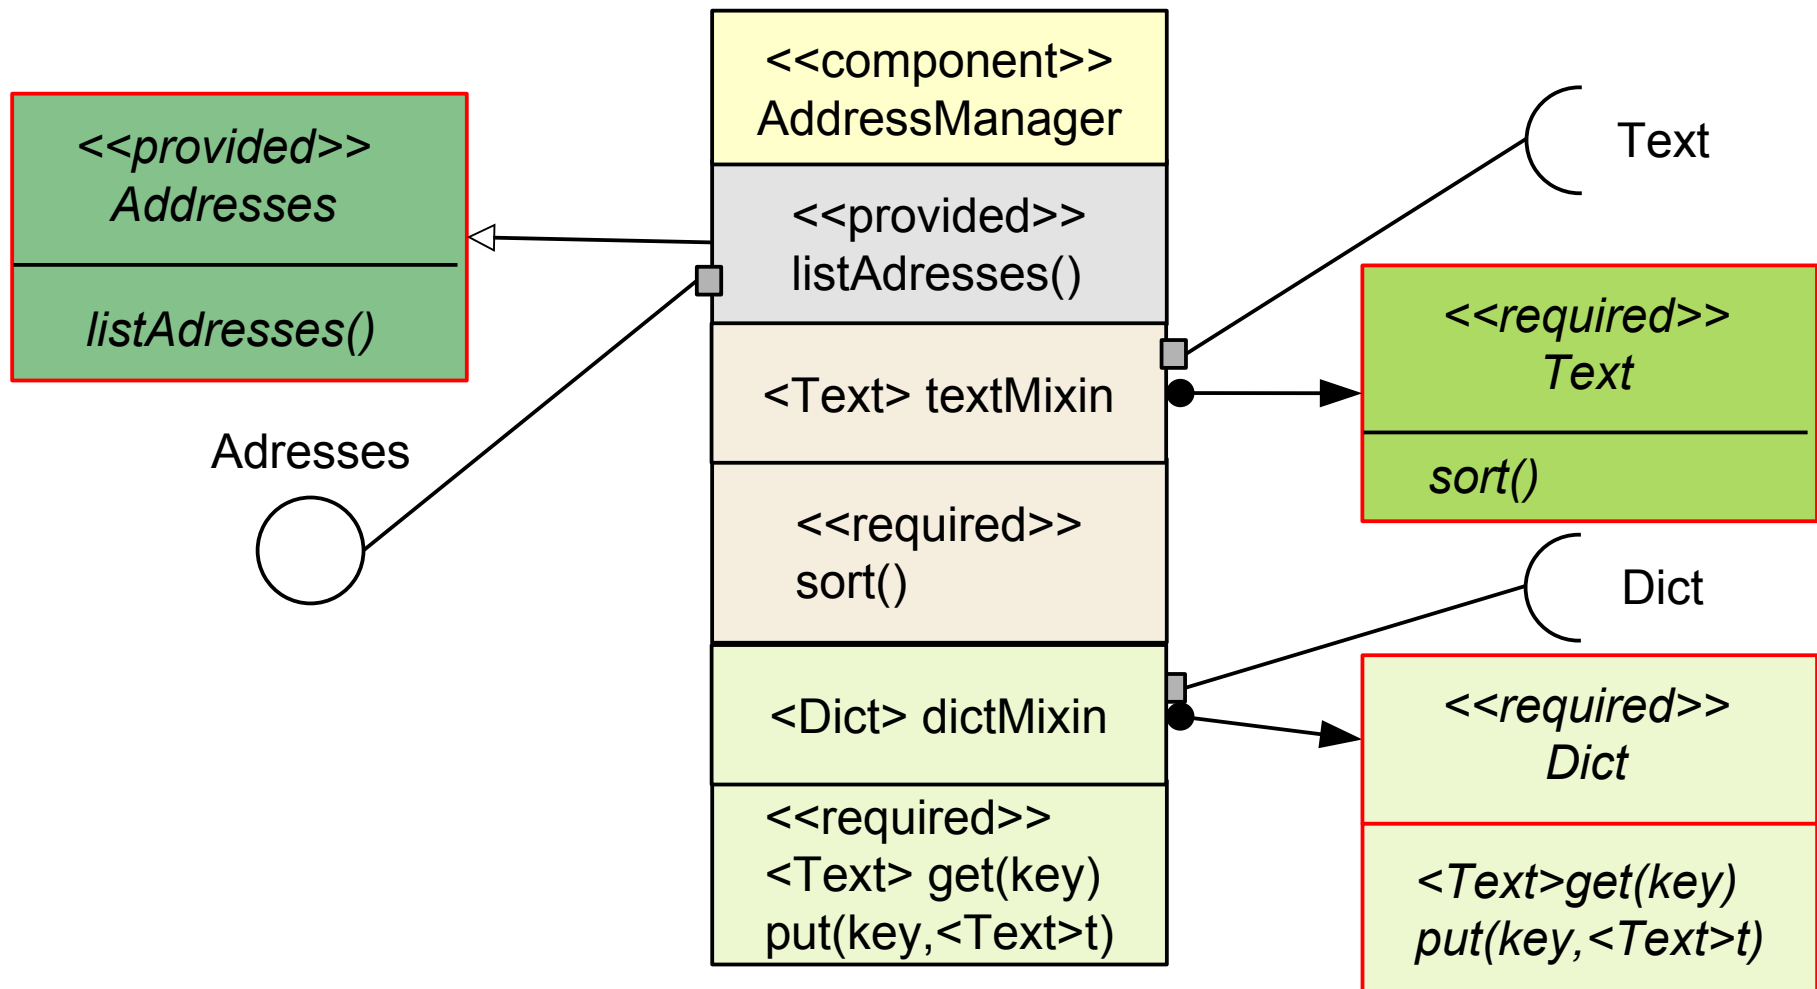 <<component>>
AddressManager
<<provided>>
Addresses
listAdresses()
<<provided>>
listAdresses()
Text
<Text> textMixin
<<required>>
Text
sort()
Adresses
<<required>>
sort()
Dict
<Dict> dictMixin
<<required>>
Dict
<<required>>
<Text> get(key)
put(key,<Text>t)
<Text>get(key)
put(key,<Text>t)